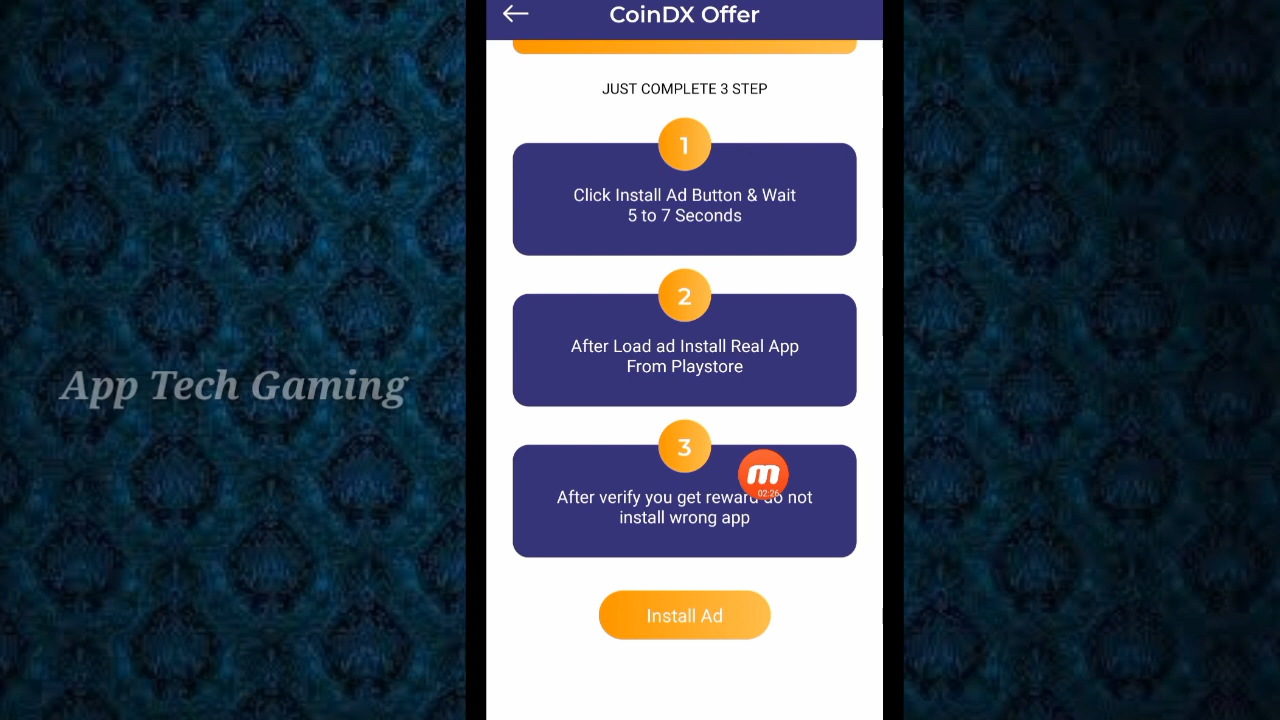 CoinDX Offer
JUST COMPLETE 3 STEP
1
Click Install Ad Button & Wait
5 to 7 Seconds
2
After Load ad Install Real App
From Playstore
App Tech Gaming
3
m
02:26
After verify you get reward do not
install wrong app
Install Ad